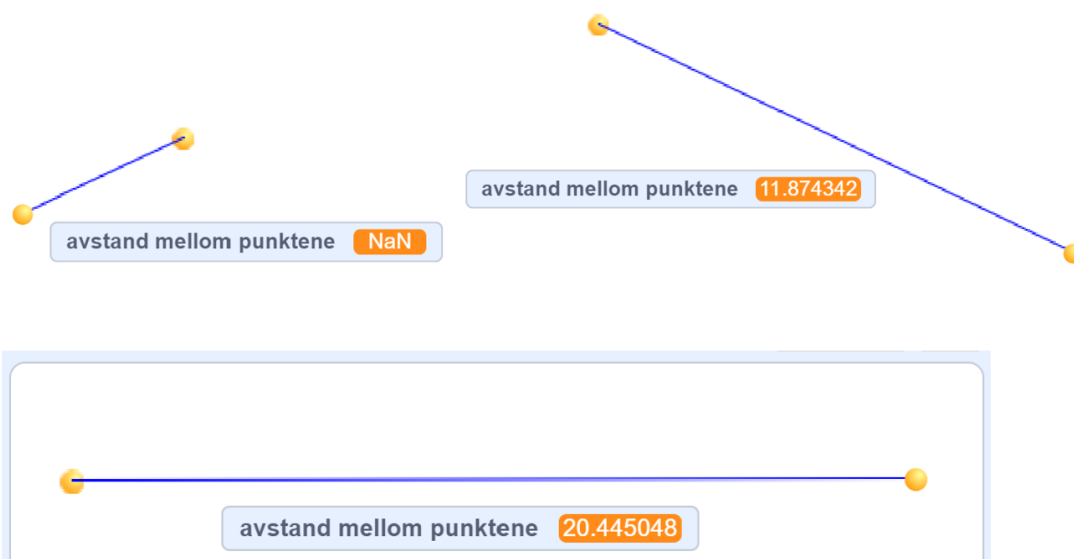 avstand mellom punktene 11.874342
avstand mellom punktene NaN
avstand mellom punktene 20.445048